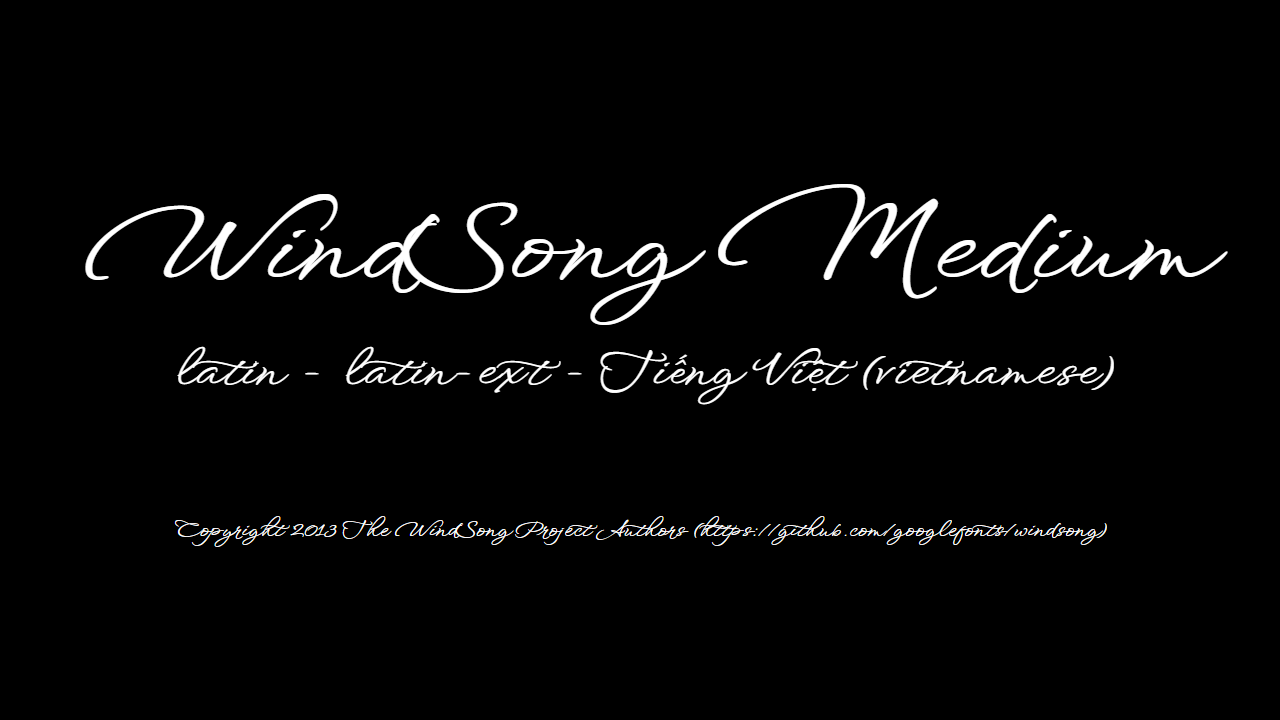 WindSong Medium
latin - latin-ext - Tiếng Việt (vietnamese)
Copyright 2013 The WindSong Project Authors (https://github.com/googlefonts/windsong)